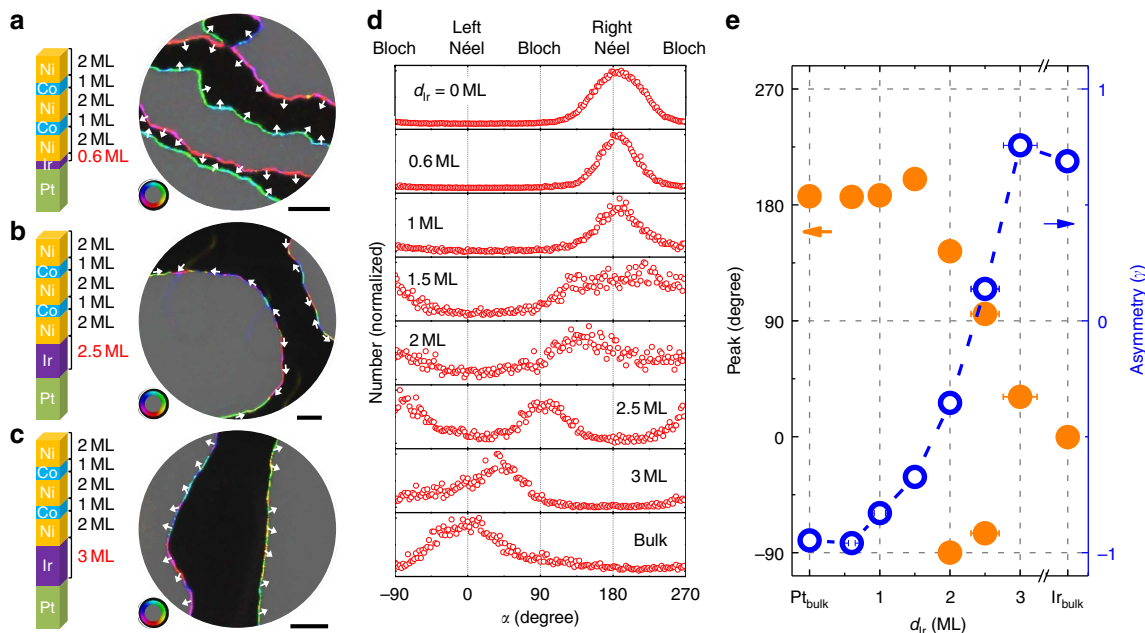 a
Ni
Co
Ni
Co
Ni
Ir
Pt
2 ML
1 ML
2 ML
1 ML
2 ML
0.6 ML
b
Ni
Co
Ni
Co
Ni
Ir
Pt
2 ML
1 ML
2 ML
1 ML
2 ML
2.5 ML
c
Ni
Co
Ni
Co
Ni
Ir
Pt
2 ML
1 ML
2 ML
1 ML
2 ML
3 ML
d
Left Right
Bloch Néel Bloch Néel Bloch
dIr = 0 ML
0.6 ML
1 ML
1.5 ML
2 ML
2.5 ML
3 ML
Bulk
Number (normalized)
–90 0 90 180 270
α (degree)
e
270
180
90
0
–90
Peak (degree)
1
0
–1
Asymmetry (γ)
Ptbulk 1 2 3 Irbulk
dIr (ML)